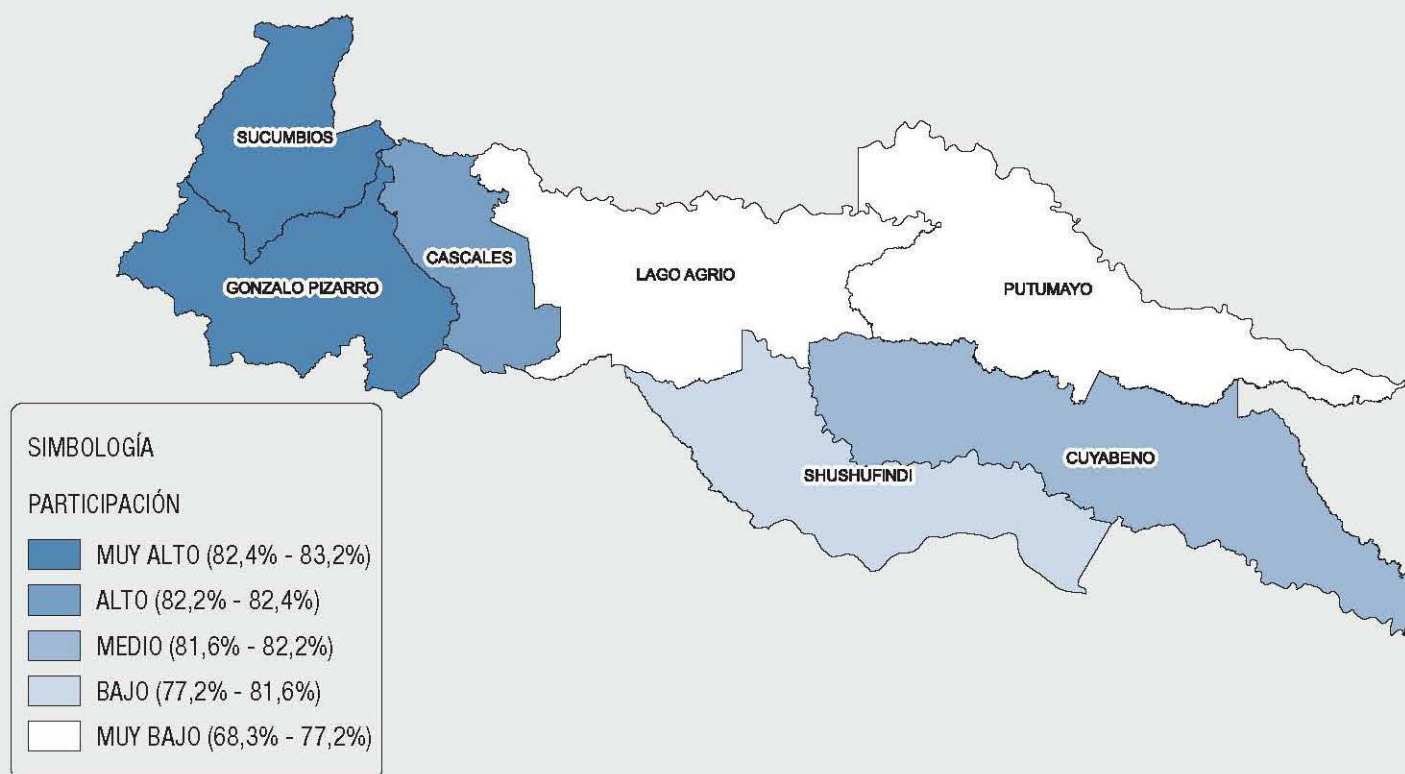 SUCUMBIOS
CASCALES
GONZALO PIZARRO
LAGO AGRIO
PUTUMAYO
CUYABENO
SHUSHUFINDI
SIMBOLOGÍA
PARTICIPACIÓN
MUY ALTO (82,4% - 83,2%)
ALTO (82,2% - 82,4%)
MEDIO (81,6% - 82,2%)
BAJO (77,2% - 81,6%)
MUY BAJO (68,3% - 77,2%)